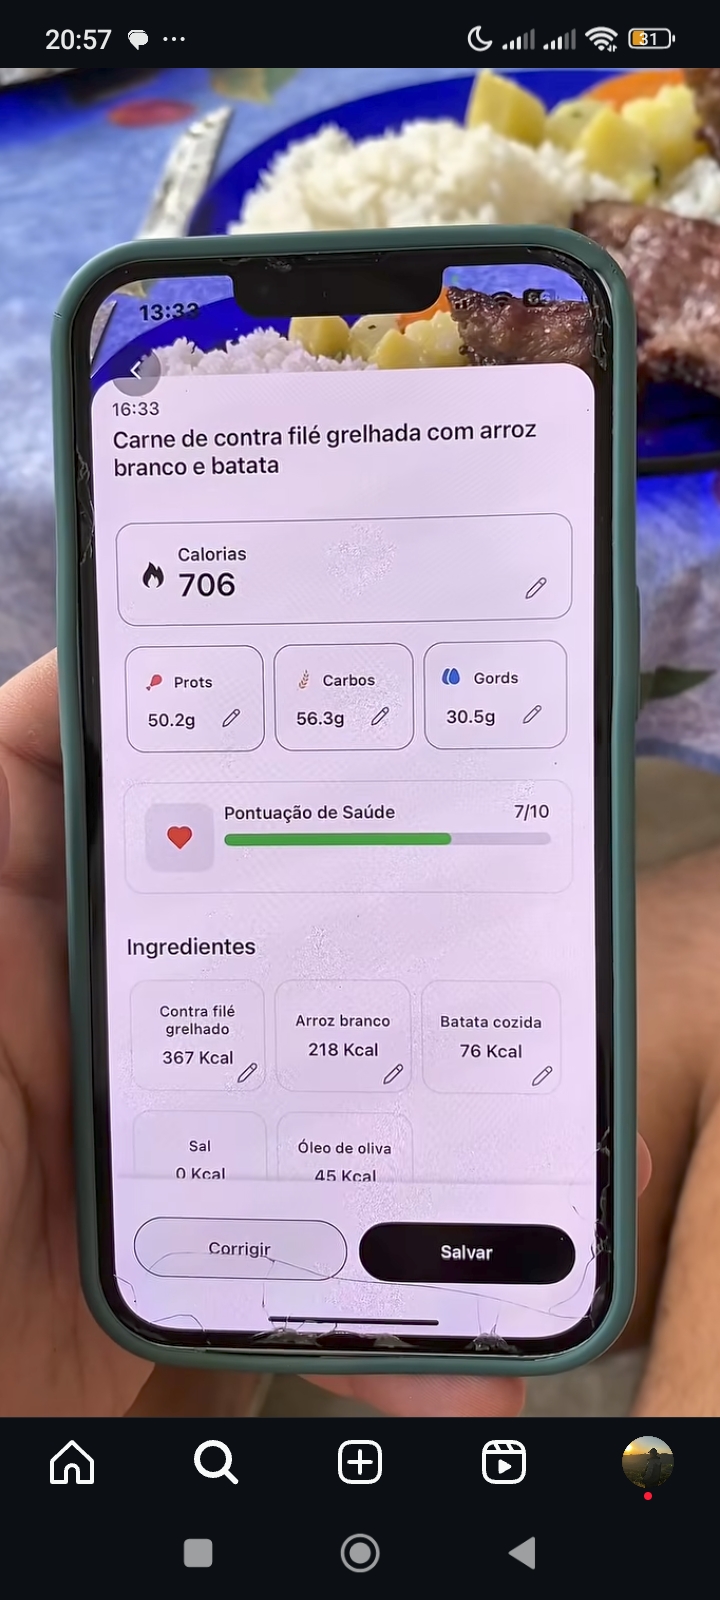 20:57
31
13:33
16:33
Carne de contra filé grelhada com arroz
branco e batata
Calorias
706
Prots
50.2g
Carbos
56.3g
Gords
30.5g
Pontuação de Saúde
7/10
Ingredientes
Contra filé
grelhado
367 Kcal
Arroz branco
218 Kcal
Batata cozida
76 Kcal
Sal
0 Kcal
Óleo de oliva
45 Kcal
Corrigir
Salvar